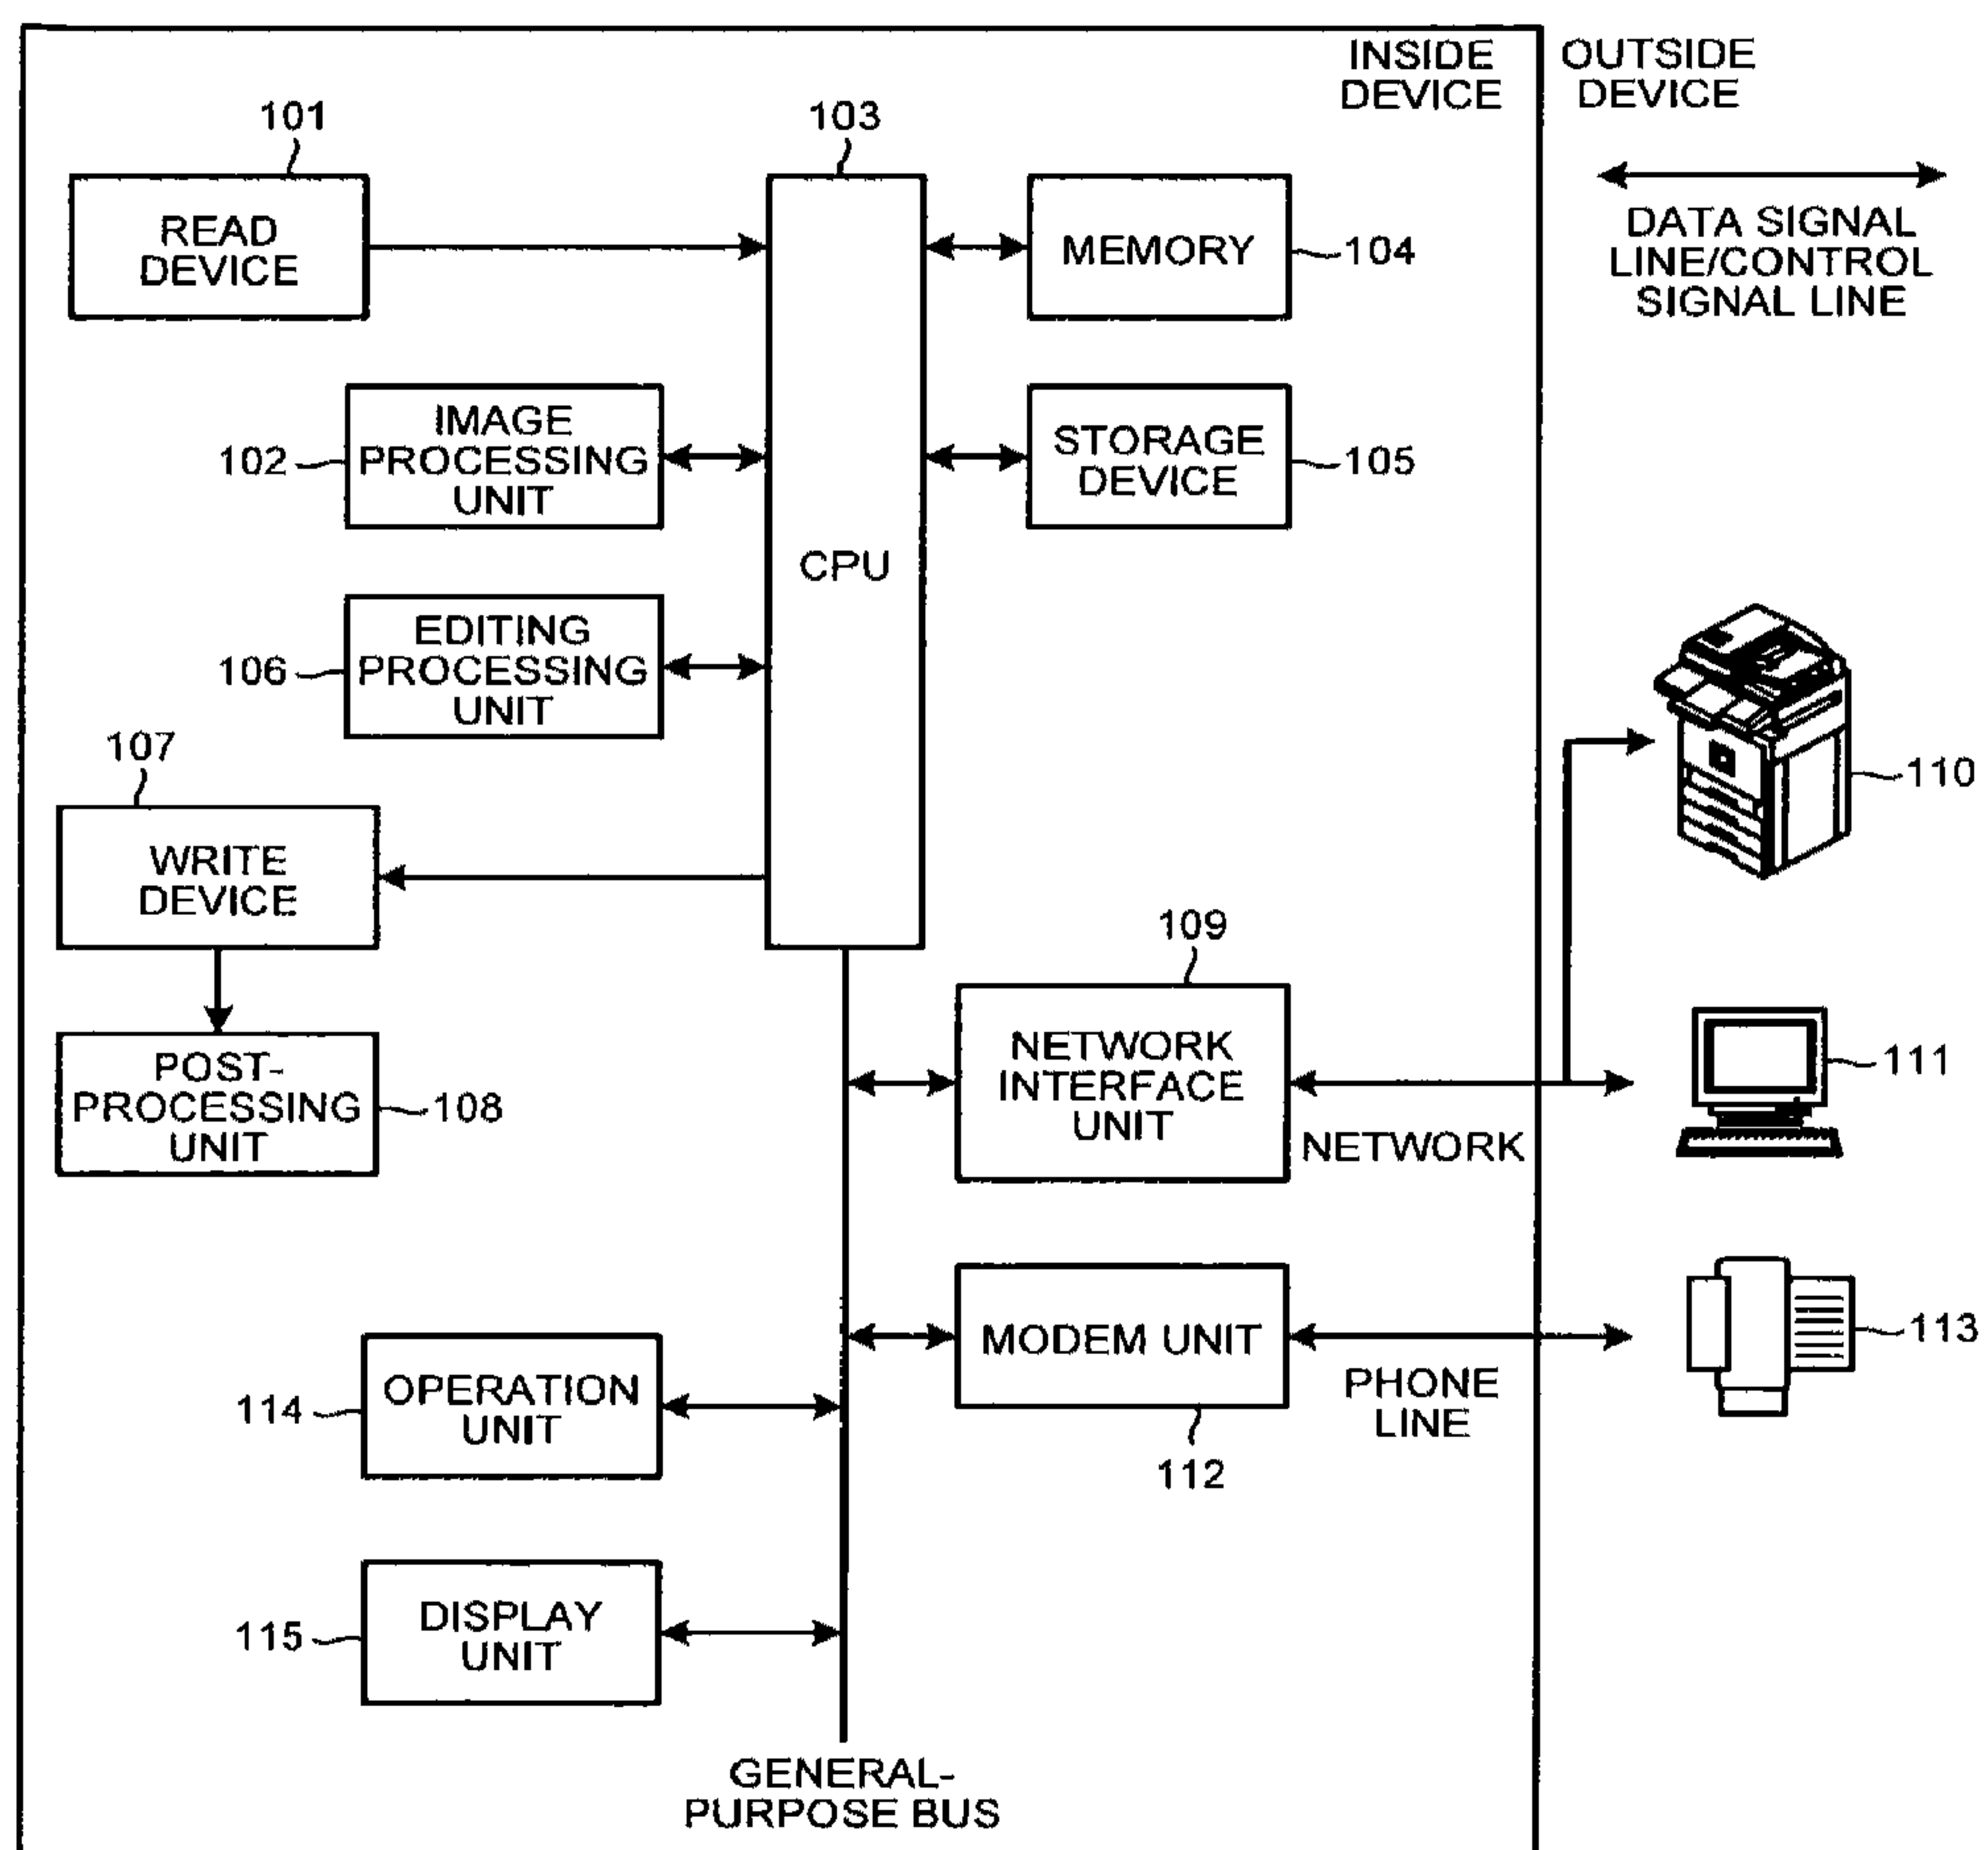 INSIDE
DEVICE
OUTSIDE
DEVICE
101
103
READ
DEVICE
MEMORY
104
DATA SIGNAL
LINE/CONTROL
SIGNAL LINE
102
IMAGE
PROCESSING
UNIT
STORAGE
DEVICE
105
CPU
106
EDITING
PROCESSING
UNIT
107
110
WRITE
DEVICE
109
POST-
PROCESSING
UNIT
108
NETWORK
INTERFACE
UNIT
NETWORK
111
MODEM UNIT
112
PHONE
LINE
113
114
OPERATION
UNIT
115
DISPLAY
UNIT
GENERAL-
PURPOSE BUS